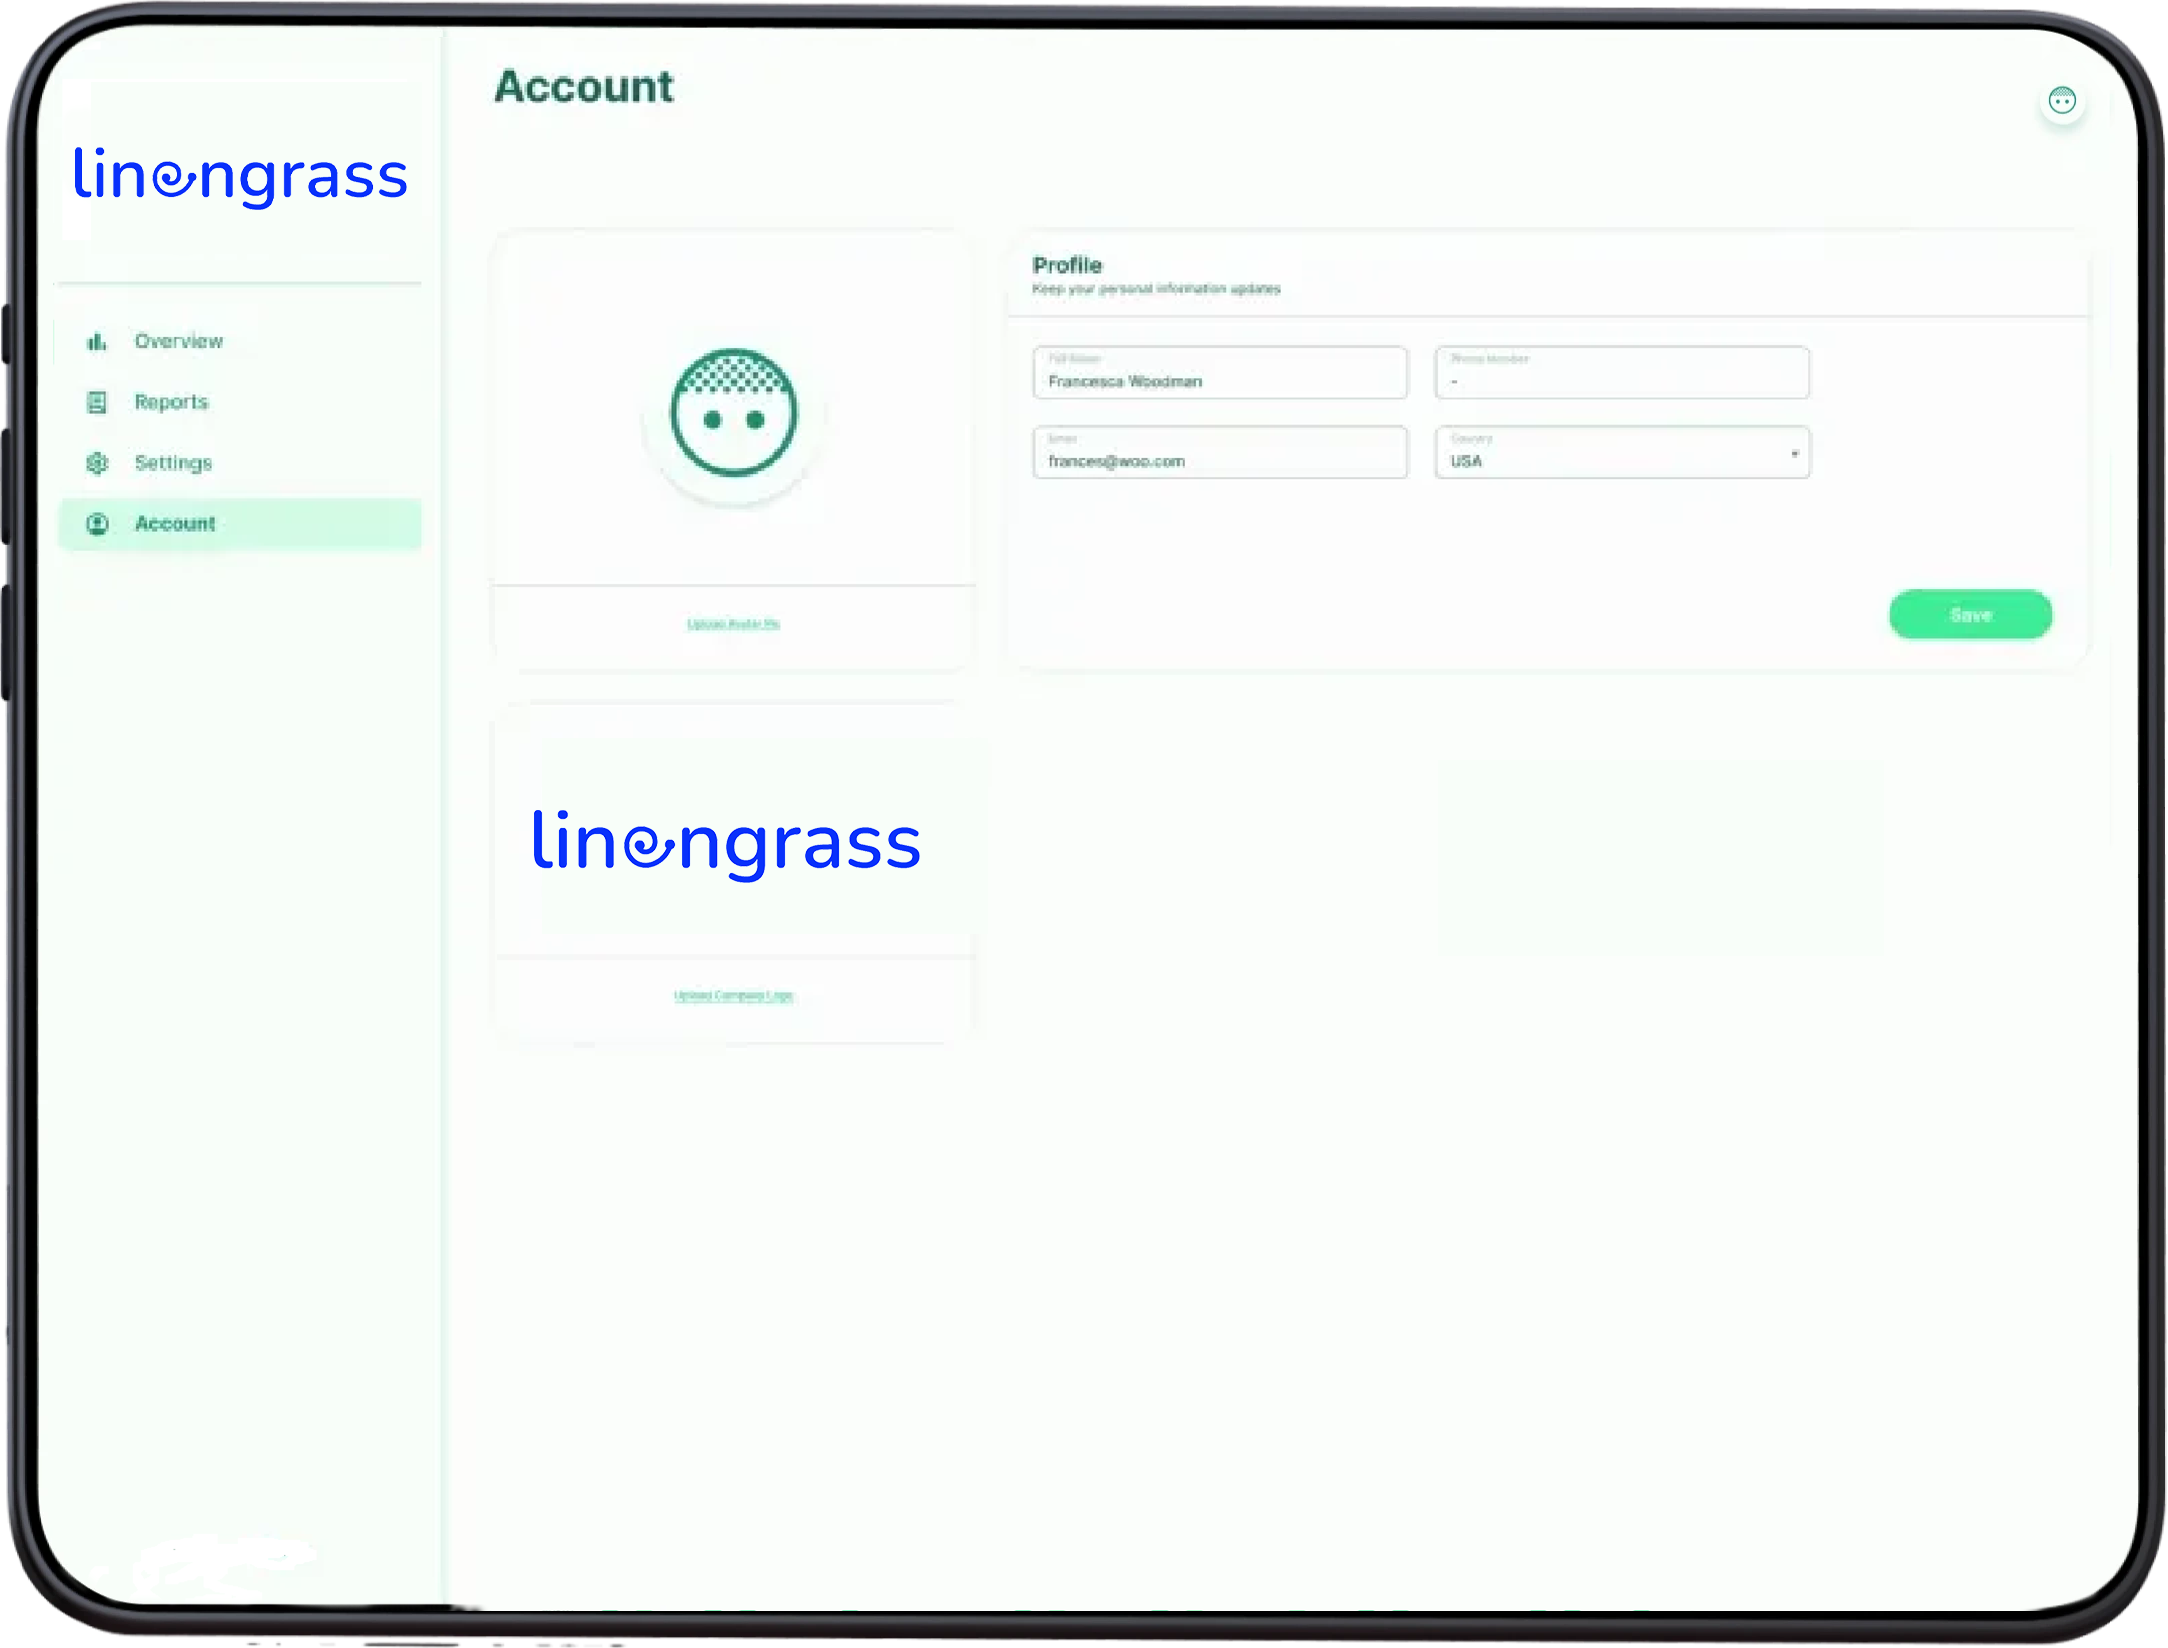 Account
linengrass
Overview
Reports
Settings
Account
Profile
Keep your personal information updates
Full Name
Francesca Woodman
Phone Number
-
Email
frances@woo.com
Country
USA
Save
Upload Avatar Pic
linengrass
Upload Company Logo